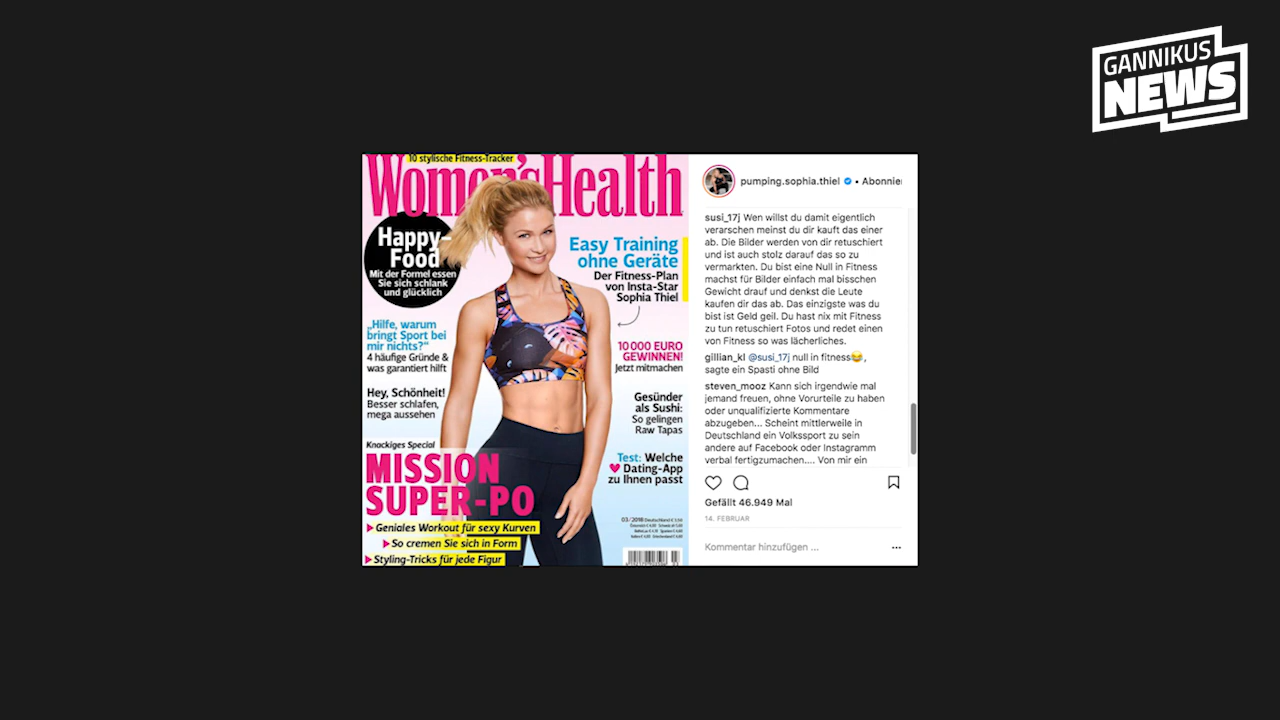 GANNIKUS
NEWS
10 stylische Fitness-Tracker
Women'sHealth
Happy-
Food
Mit der Formel essen
Sie sich schlank
und glücklich
„Hilfe, warum
bringt Sport bei
mir nichts?“
4 häufige Gründe &
was garantiert hilft
Hey, Schönheit!
Besser schlafen,
mega aussehen
Knackiges Special
MISSION
SUPER-PO
Geniales Workout für sexy Kurven
So cremen Sie sich in Form
Styling-Tricks für jede Figur
Easy Training
ohne Geräte
Der Fitness-Plan
von Insta-Star
Sophia Thiel
10 000 EURO
GEWINNEN!
Jetzt mitmachen
Gesünder
als Sushi:
So gelingen
Raw Tapas
Test: Welche
Dating-App
zu Ihnen passt
03/2018
pumping.sophia.thiel • Abonnier
susi_17j Wen willst du damit eigentlich
verarschen meinst du dir kauft das einer
ab. Die Bilder werden von dir retuschiert
und ist auch stolz darauf das so zu
vermarkten. Du bist eine Null in Fitness
machst für Bilder einfach mal bisschen
Gewicht drauf und denkst die Leute
kaufen dir das ab. Das einzigste was du
bist ist Geld geil. Du hast nix mit Fitness
zu tun retuschiert Fotos und redet einen
von Fitness so was lächerliches.
gillian_kl @susi_17j null in fitness😂,
sagte ein Spasti ohne Bild
steven_mooz Kann sich irgendwie mal
jemand freuen, ohne Vorurteile zu haben
oder unqualifizierte Kommentare
abzugeben... Scheint mittlerweile in
Deutschland ein Volkssport zu sein
andere auf Facebook oder Instagramm
verbal fertigzumachen.... Von mir ein
Gefällt 46.949 Mal
14. FEBRUAR
Kommentar hinzufügen ...